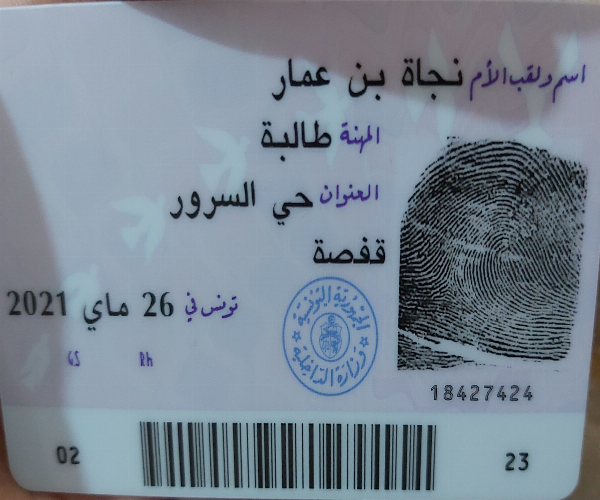 اسم ولقب الأم نجاة بن عمار
المهنة طالبة
العنوان حي السرور
قفصة
تونس في 26 ماي 2021
GS Rh
الجمهورية التونسية
وزارة الداخلية
18427424
02 23